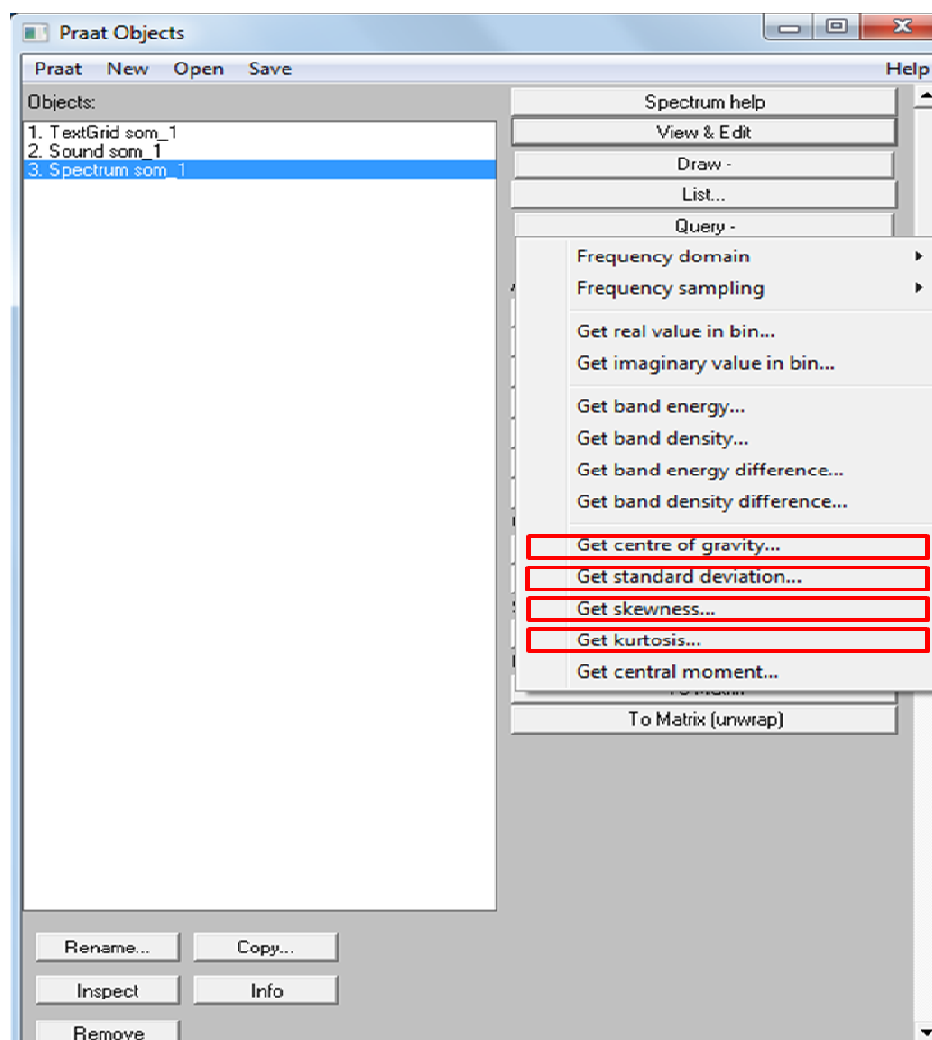 Praat Objects
Praat New Open Save Help
Objects:
1. TextGrid som_1
2. Sound som_1
3. Spectrum som_1
Spectrum help
View & Edit
Draw -
List...
Query -
Frequency domain
Frequency sampling
Get real value in bin...
Get imaginary value in bin...
Get band energy...
Get band density...
Get band energy difference...
Get band density difference...
Get centre of gravity...
Get standard deviation...
Get skewness...
Get kurtosis...
Get central moment...
To Matrix (unwrap)
Rename... Copy...
Inspect Info
Remove